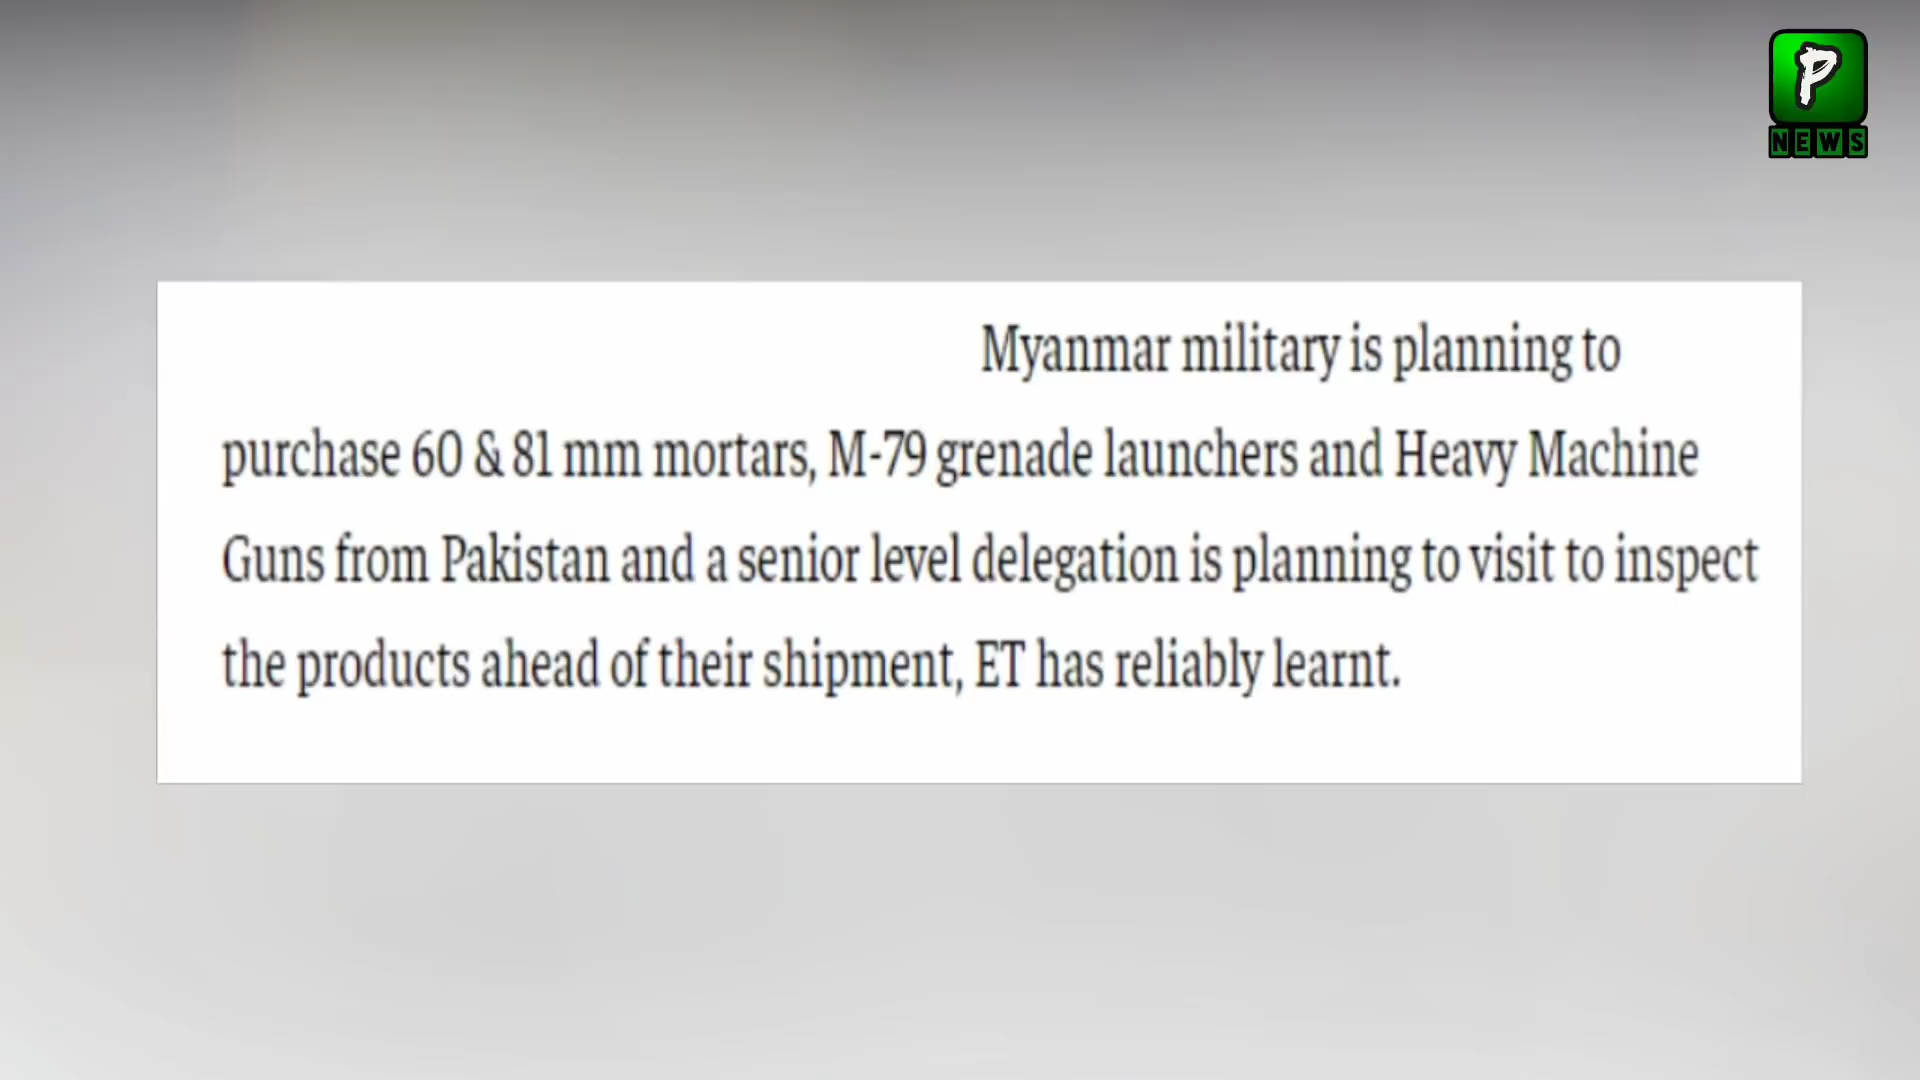 P
NEWS
Myanmar military is planning to
purchase 60 & 81 mm mortars, M-79 grenade launchers and Heavy Machine
Guns from Pakistan and a senior level delegation is planning to visit to inspect
the products ahead of their shipment, ET has reliably learnt.